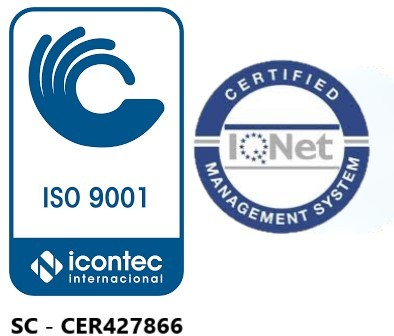 ISO 9001
icontec
internacional
SC - CER427866
CERTIFIED
IQNet
MANAGEMENT SYSTEM